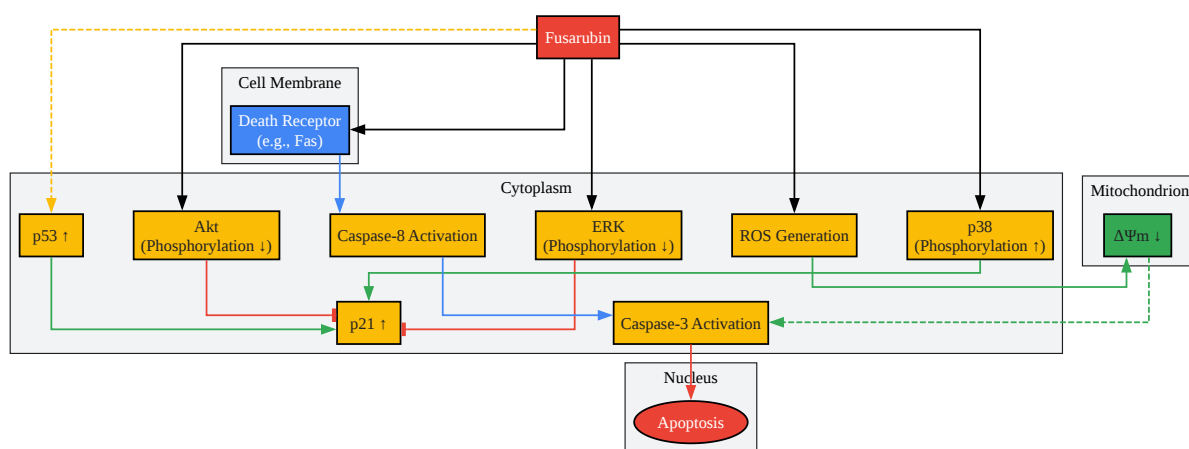 Fusarubin
Cell Membrane
Death Receptor
(e.g., Fas)
Cytoplasm
Mitochondrion
p53 ↑
Akt
(Phosphorylation ↓)
Caspase-8 Activation
ERK
(Phosphorylation ↓)
ROS Generation
p38
(Phosphorylation ↑)
ΔΨm ↓
p21 ↑
Caspase-3 Activation
Nucleus
Apoptosis